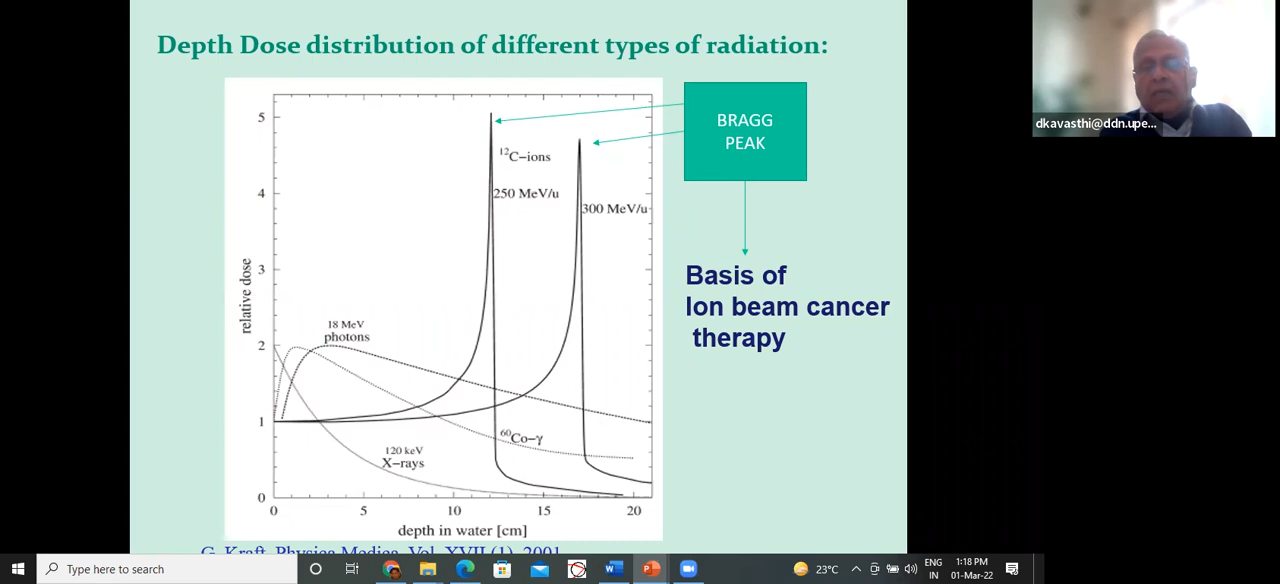 Depth Dose distribution of different types of radiation:
dkavasthi@ddn.upe...
BRAGG
PEAK
5
4
3
2
1
0
relative dose
¹²C–ions
250 MeV/u
300 MeV/u
18 MeV
photons
⁶⁰Co–γ
120 keV
X–rays
0 5 10 15 20
depth in water [cm]
Basis of
Ion beam cancer
therapy
G. Kraft, Physica Medica, Vol. XVII (1), 2001
Type here to search
23°C
ENG
IN
1:18 PM
01-Mar-22